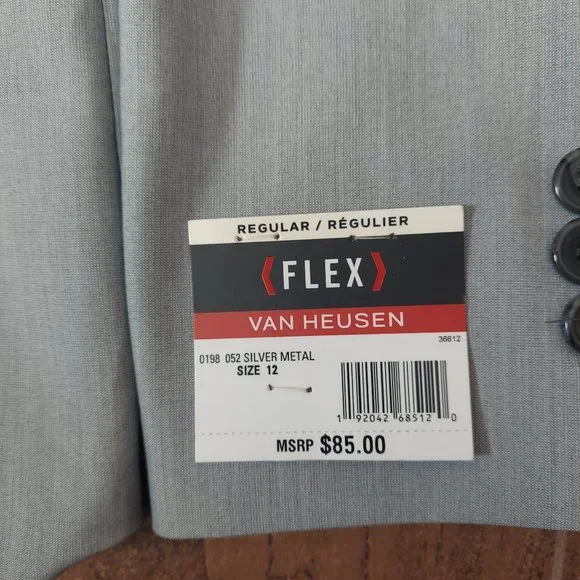 REGULAR / RÉGULIER
FLEX
VAN HEUSEN
36612
0198 052 SILVER METAL
SIZE 12
1 92042 68512 0
MSRP $85.00